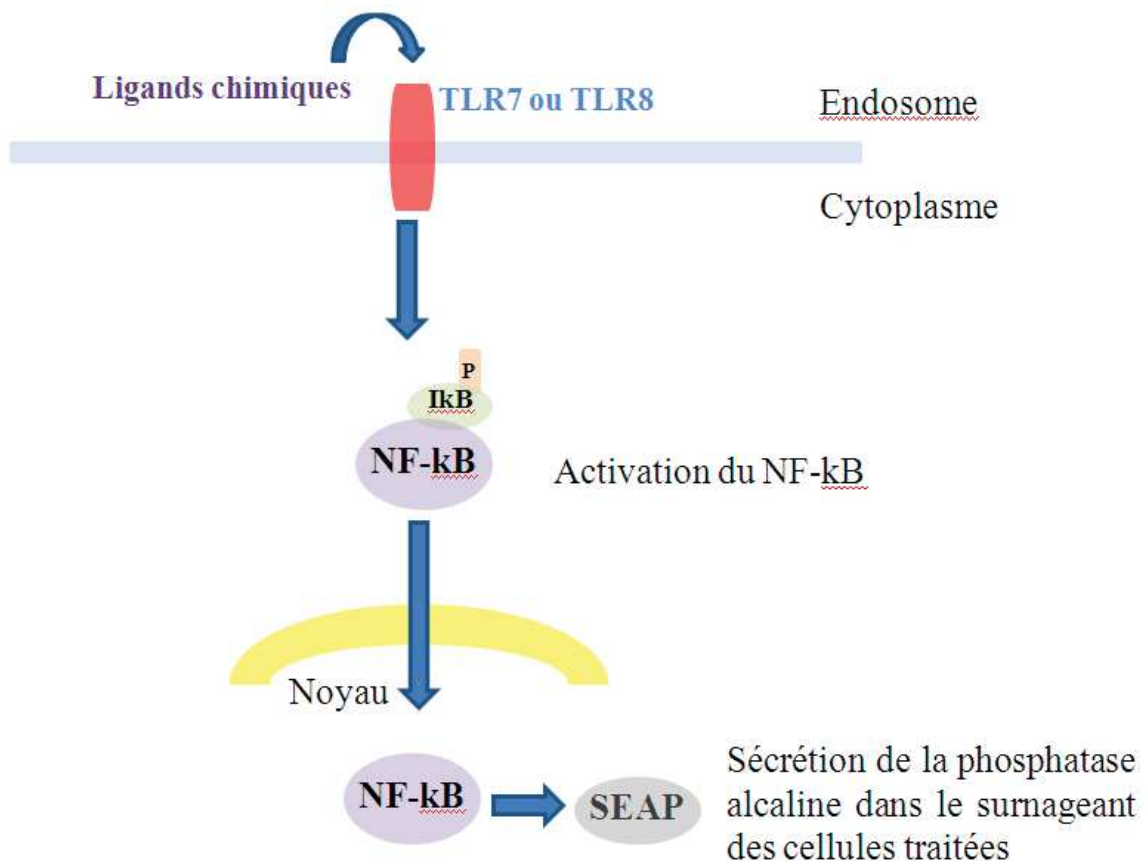 Ligands chimiques
TLR7 ou TLR8
Endosome
Cytoplasme
P
IkB
NF-kB
Activation du NF-kB
Noyau
NF-kB
SEAP
Sécrétion de la phosphatase
alcaline dans le surnageant
des cellules traitées